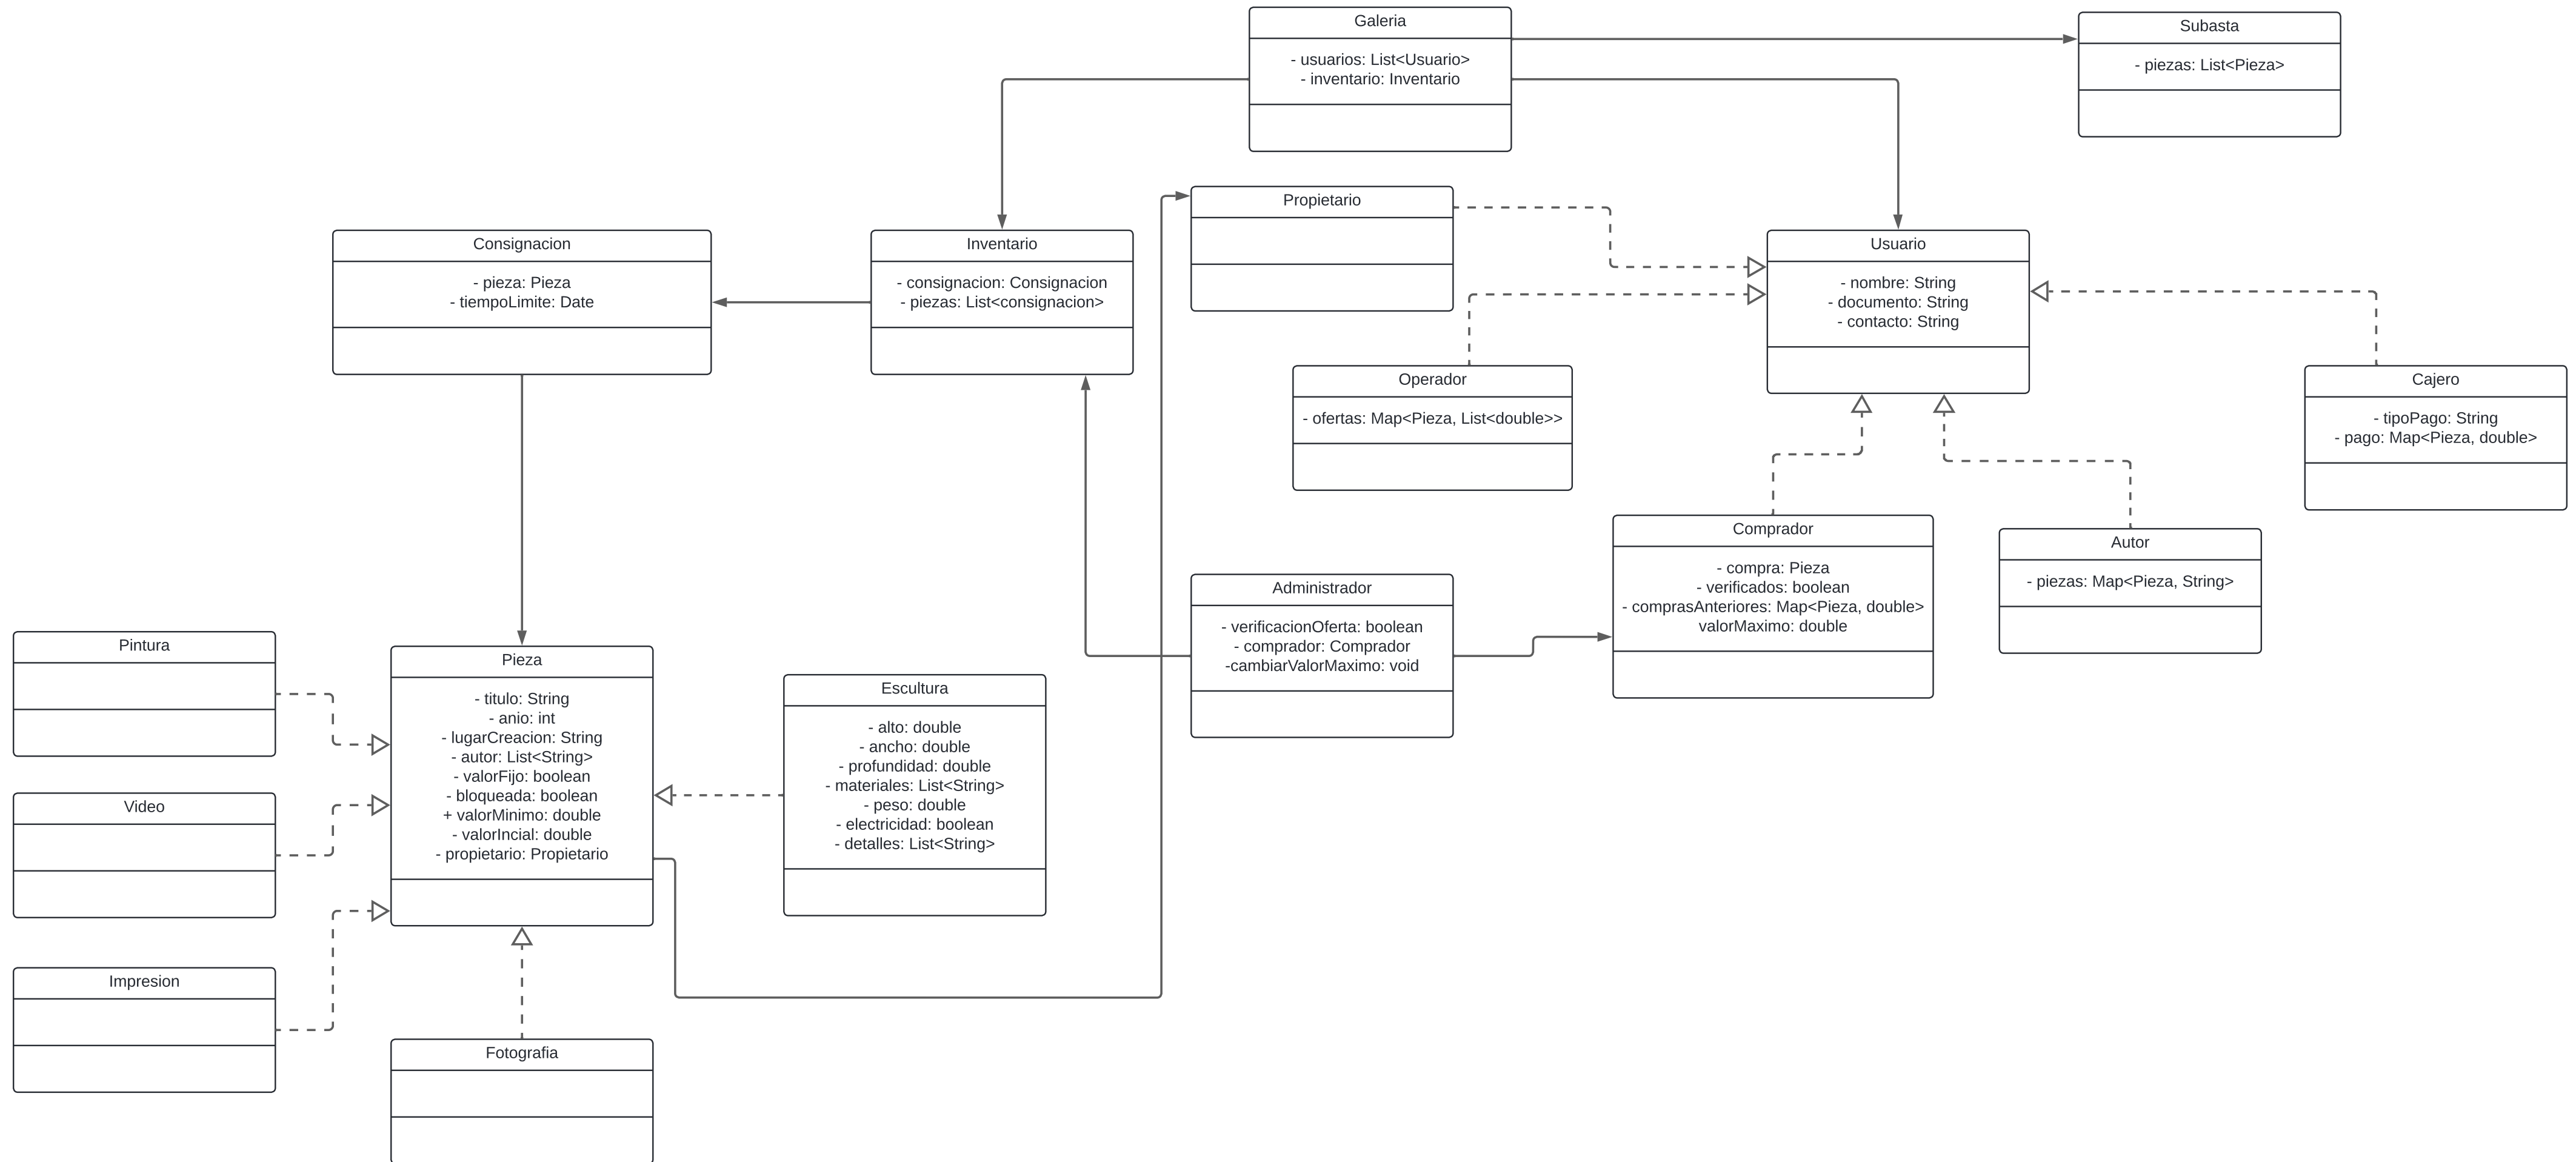 Galeria
- usuarios: List<Usuario>
- inventario: Inventario
Subasta
- piezas: List<Pieza>
Propietario
Consignacion
- pieza: Pieza
- tiempoLimite: Date
Inventario
- consignacion: Consignacion
- piezas: List<consignacion>
Usuario
- nombre: String
- documento: String
- contacto: String
Operador
- ofertas: Map<Pieza, List<double>>
Cajero
- tipoPago: String
- pago: Map<Pieza, double>
Comprador
- compra: Pieza
- verificados: boolean
- comprasAnteriores: Map<Pieza, double>
valorMaximo: double
Autor
- piezas: Map<Pieza, String>
Administrador
- verificacionOferta: boolean
- comprador: Comprador
-cambiarValorMaximo: void
Pintura
Pieza
- titulo: String
- anio: int
- lugarCreacion: String
- autor: List<String>
- valorFijo: boolean
- bloqueada: boolean
+ valorMinimo: double
- valorIncial: double
- propietario: Propietario
Escultura
- alto: double
- ancho: double
- profundidad: double
- materiales: List<String>
- peso: double
- electricidad: boolean
- detalles: List<String>
Video
Impresion
Fotografia